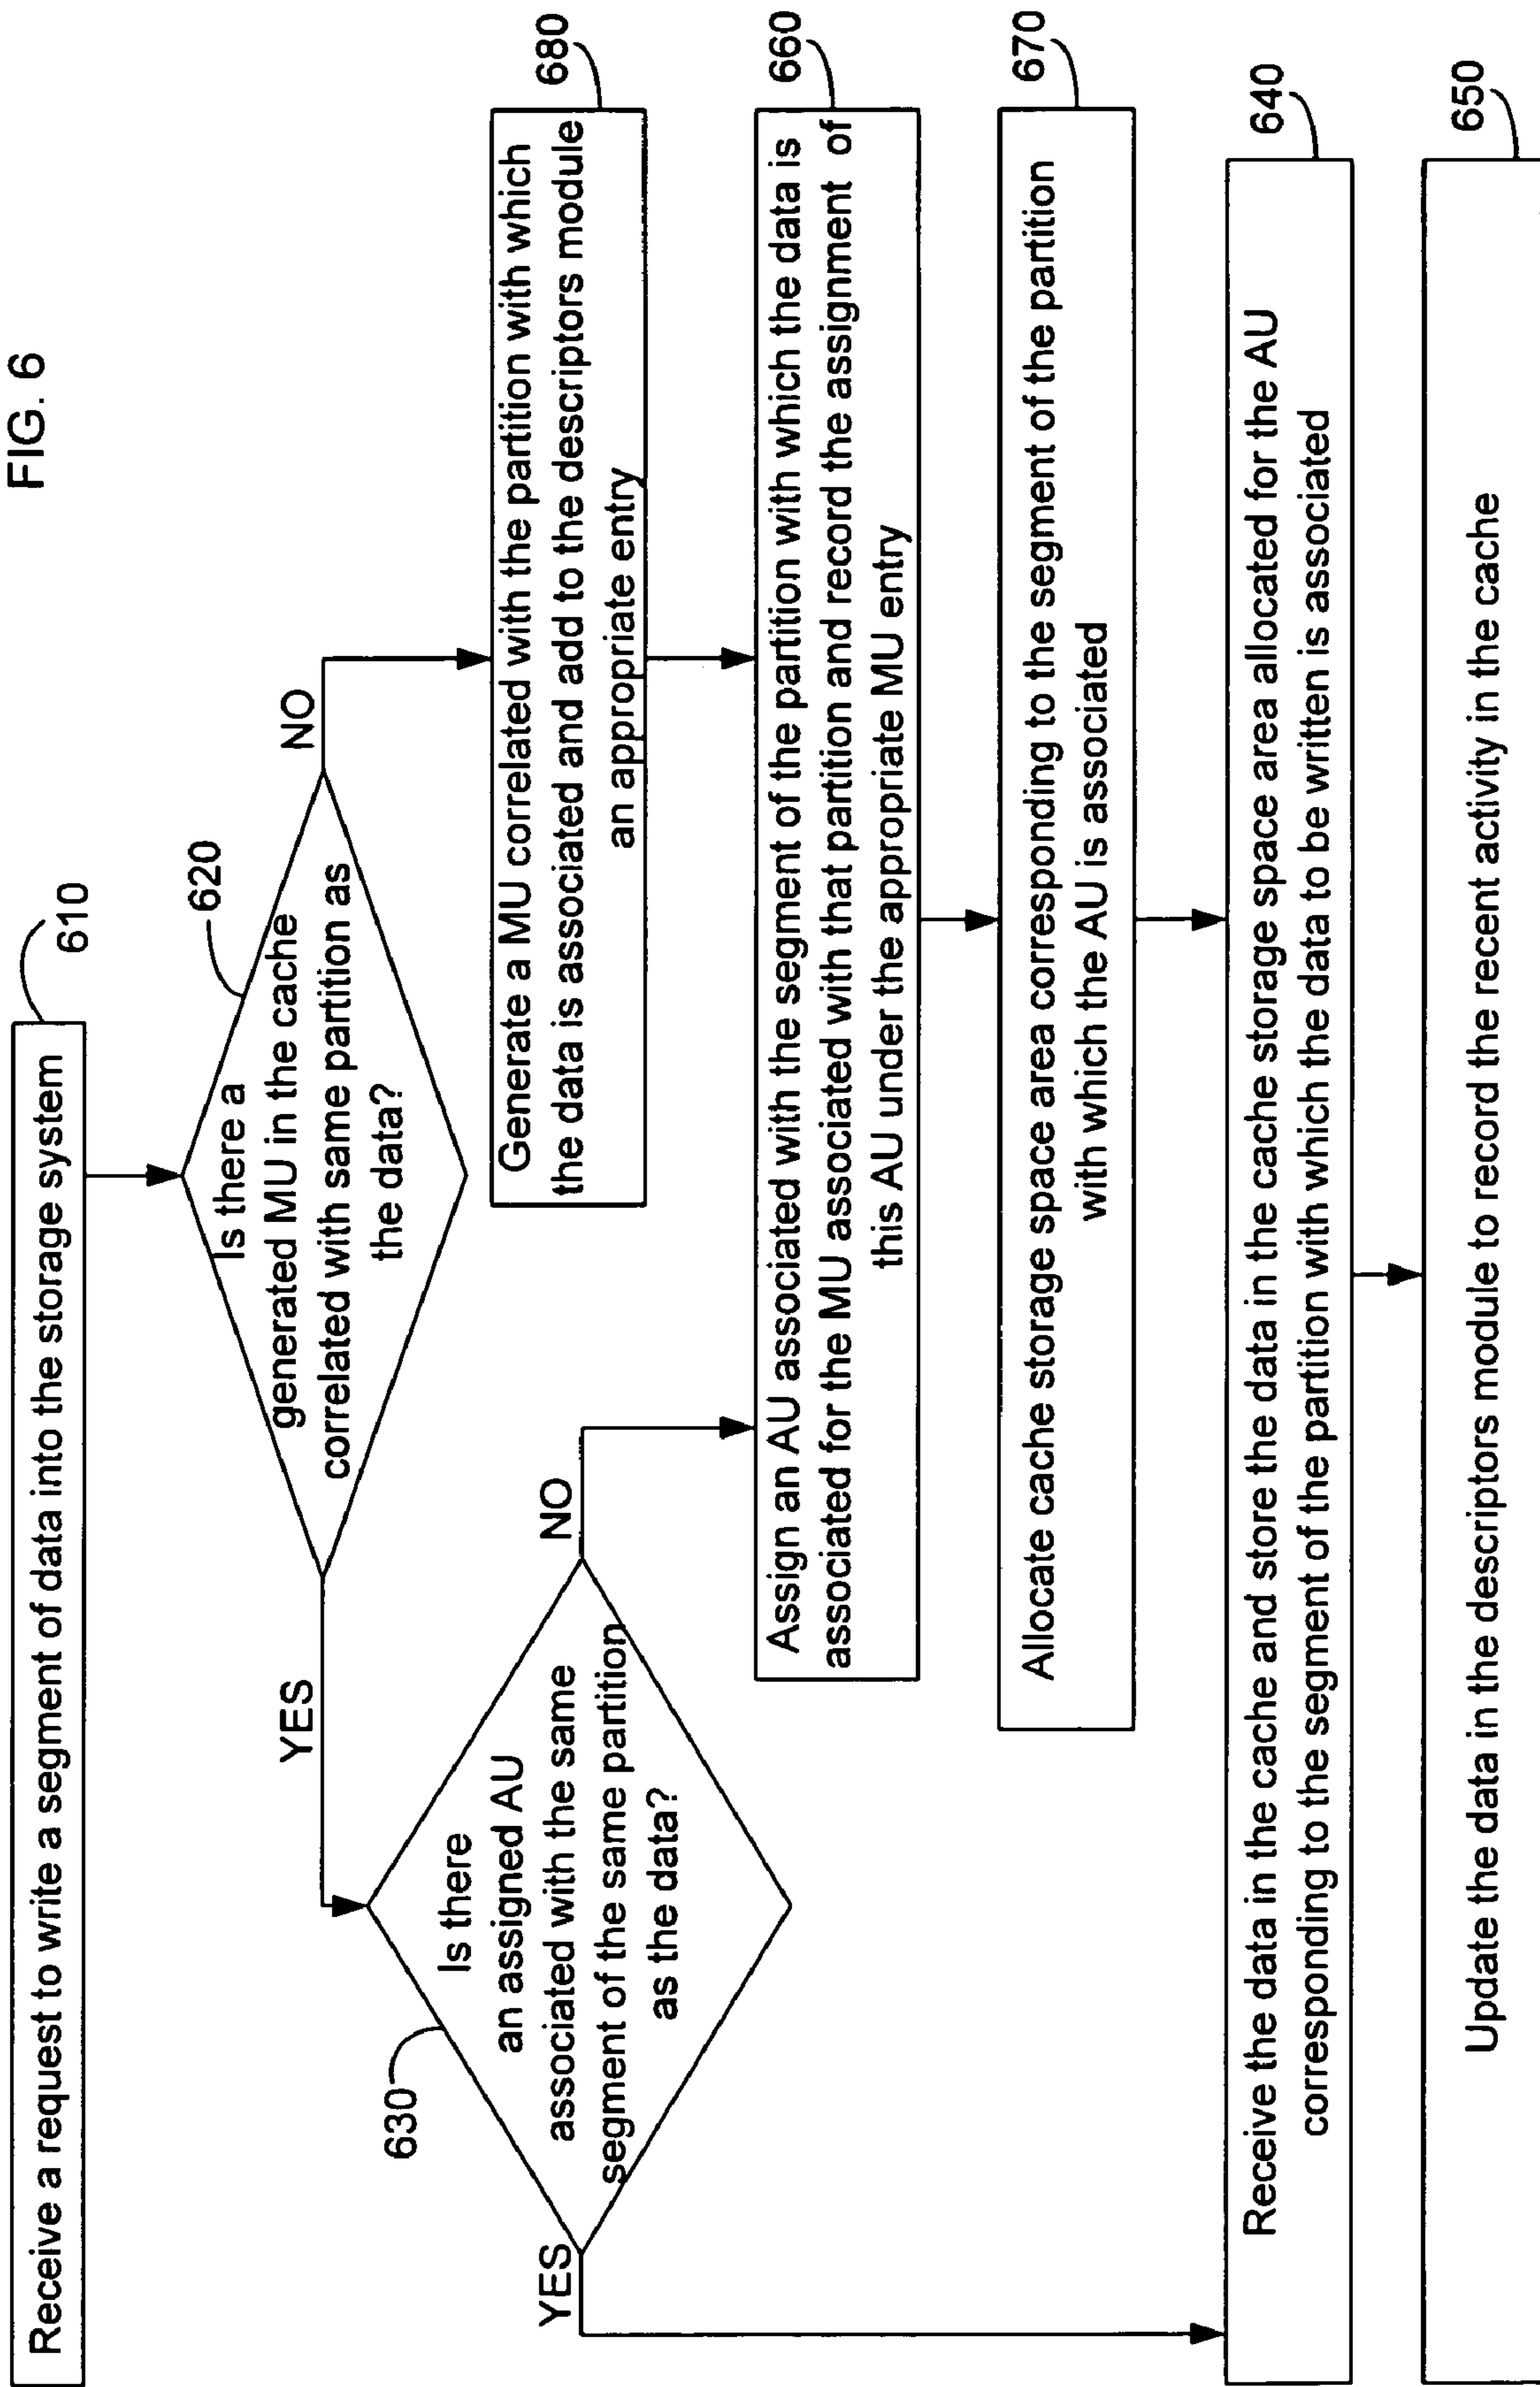 FIG. 6
Receive a request to write a segment of data into the storage system
610
620
Is there a
generated MU in the cache
correlated with same partition as
the data?
YES
NO
630
Is there
an assigned AU
associated with the same
segment of the same partition
as the data?
YES
NO
680
Generate a MU correlated with the partition with which
the data is associated and add to the descriptors module
an appropriate entry
660
Assign an AU associated with the segment of the partition with which the data is
associated for the MU associated with that partition and record the assignment of
this AU under the appropriate MU entry
670
Allocate cache storage space area corresponding to the segment of the partition
with which the AU is associated
640
Receive the data in the cache and store the data in the cache storage space area allocated for the AU
corresponding to the segment of the partition with which the data to be written is associated
650
Update the data in the descriptors module to record the recent activity in the cache